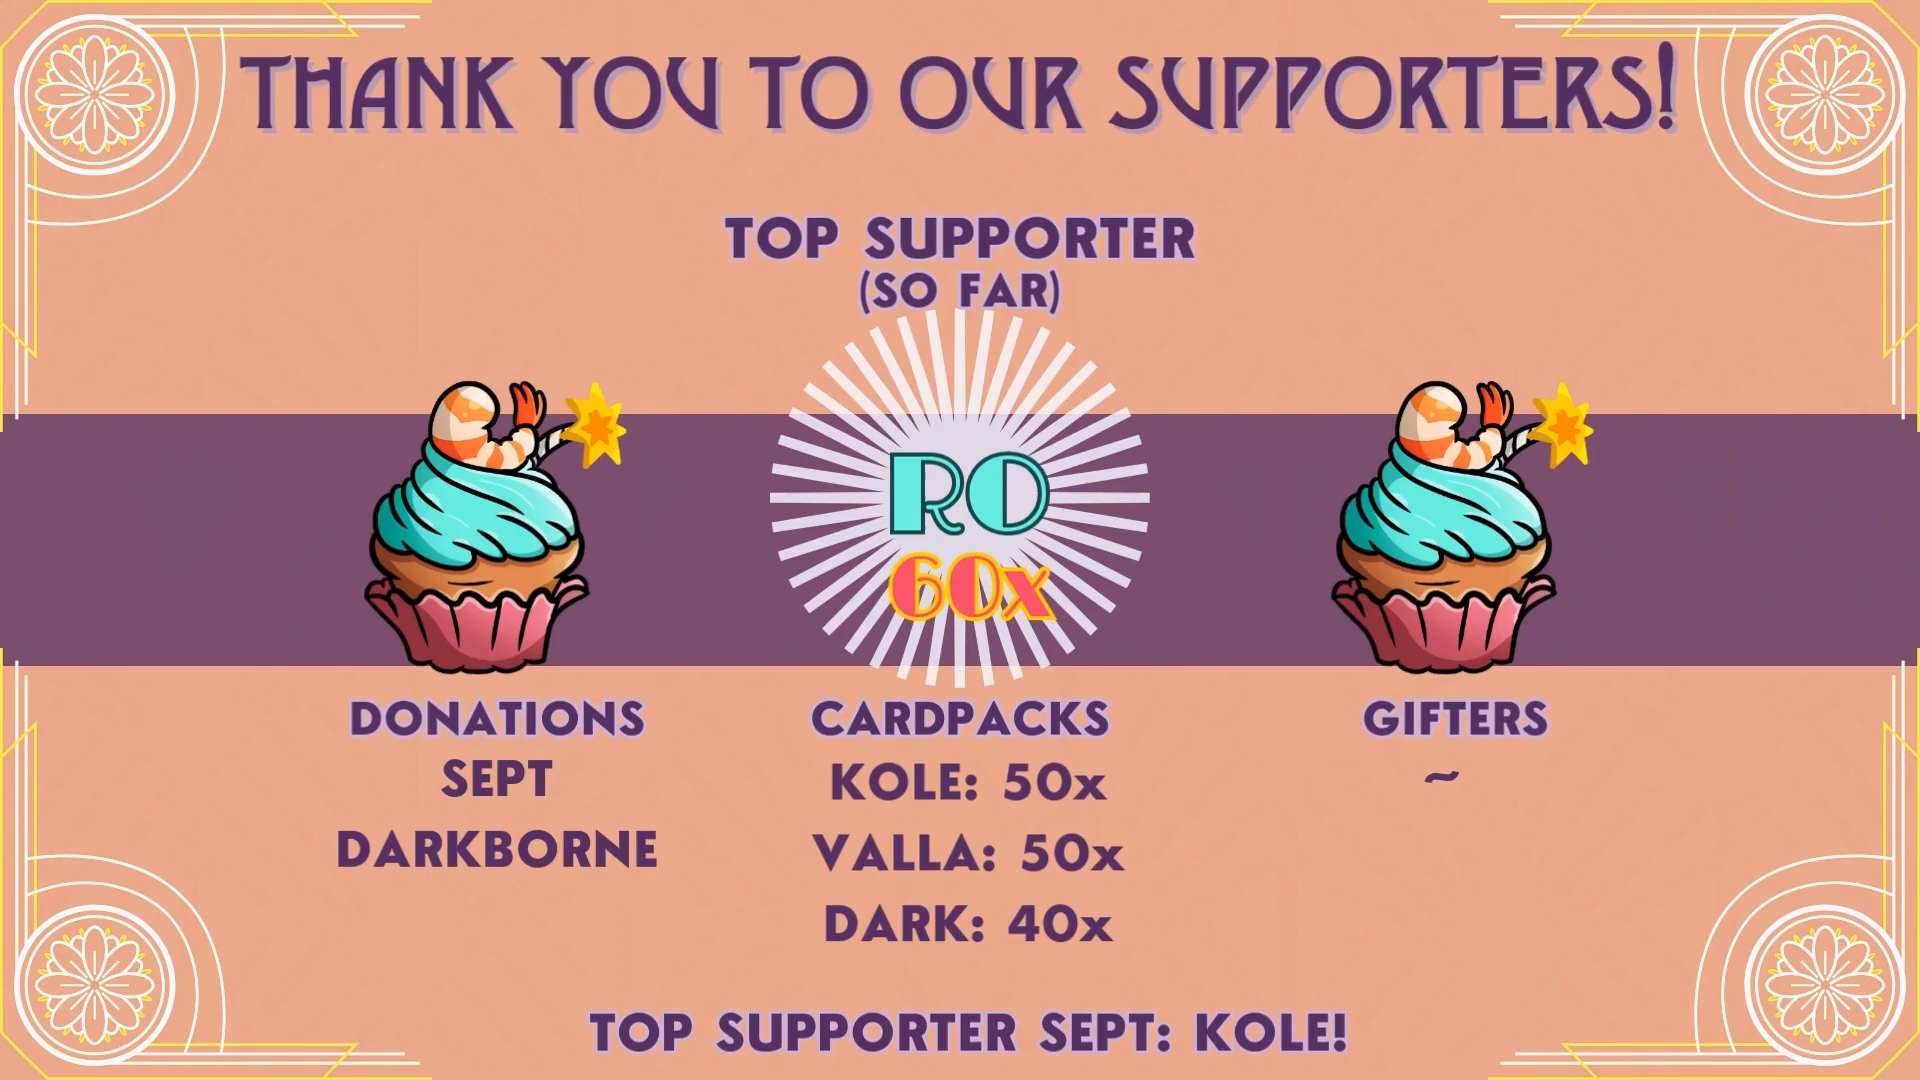 THANK YOU TO OUR SUPPORTERS!
TOP SUPPORTER
(SO FAR)
RO
60x
DONATIONS
SEPT
DARKBORNE
CARDPACKS
KOLE: 50x
VALLA: 50x
DARK: 40x
GIFTERS
~
TOP SUPPORTER SEPT: KOLE!